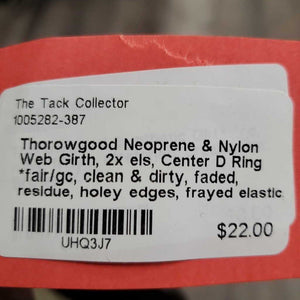 The Tack Collector
1005282-387
Thorowgood Neoprene & Nylon
Web Girth, 2x els, Center D Ring
*fair/gc, clean & dirty, faded,
residue, holey edges, frayed elastic
UHQ3J7
$22.00